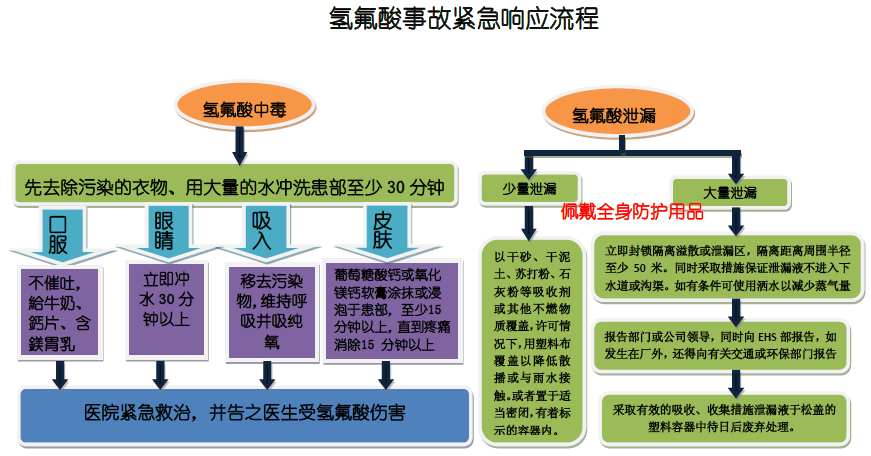 氢氟酸事故紧急响应流程
氢氟酸中毒
先去除污染的衣物、用大量的水冲洗患部至少 30 分钟
口
服
眼
睛
吸
入
皮
肤
不催吐,
給牛奶、
鈣片、含
鎂胃乳
立即冲
水 30 分
钟以上
移去污染
物,维持呼
吸并吸纯
氧
葡萄糖酸钙或氧化
镁钙软膏涂抹或浸
泡于患部，至少15
分钟以上,直到疼痛
消除15 分钟以上
医院紧急救治，并告之医生受氢氟酸伤害
氢氟酸泄漏
少量泄漏
大量泄漏
佩戴全身防护用品
以干砂、干泥
土、苏打粉、石
灰粉等吸收剂
或其他不燃物
质覆盖,许可情
况下,用塑料布
覆盖以降低散
播或与雨水接
触。或者置于适
当密闭,有着标
示的容器内。
立即封锁隔离溢散或泄漏区，隔离距离周围半径
至少 50 米。同时采取措施保证泄漏液不进入下
水道或沟渠。如有条件可使用洒水以减少蒸气量
报告部门或公司领导，同时向 EHS 部报告，如
发生在厂外，还得向有关交通或环保部门报告
采取有效的吸收、收集措施泄漏液于松盖的
塑料容器中待日后废弃处理。